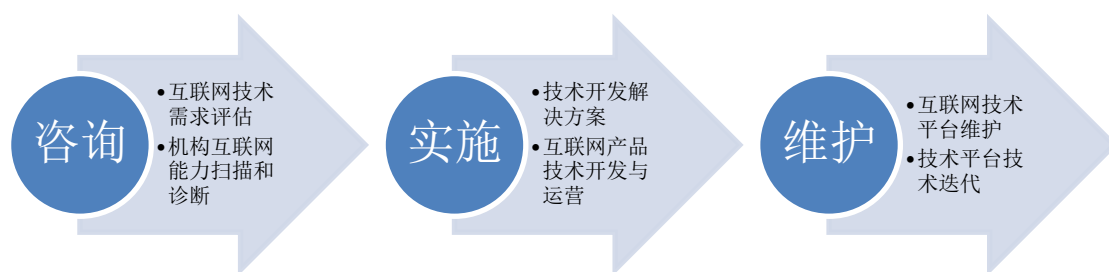 咨询
•互联网技术
需求评估
•机构互联网
能力扫描和
诊断
实施
•技术开发解
决方案
•互联网产品
技术开发与
运营
维护
•互联网技术
平台维护
•技术平台技
术迭代